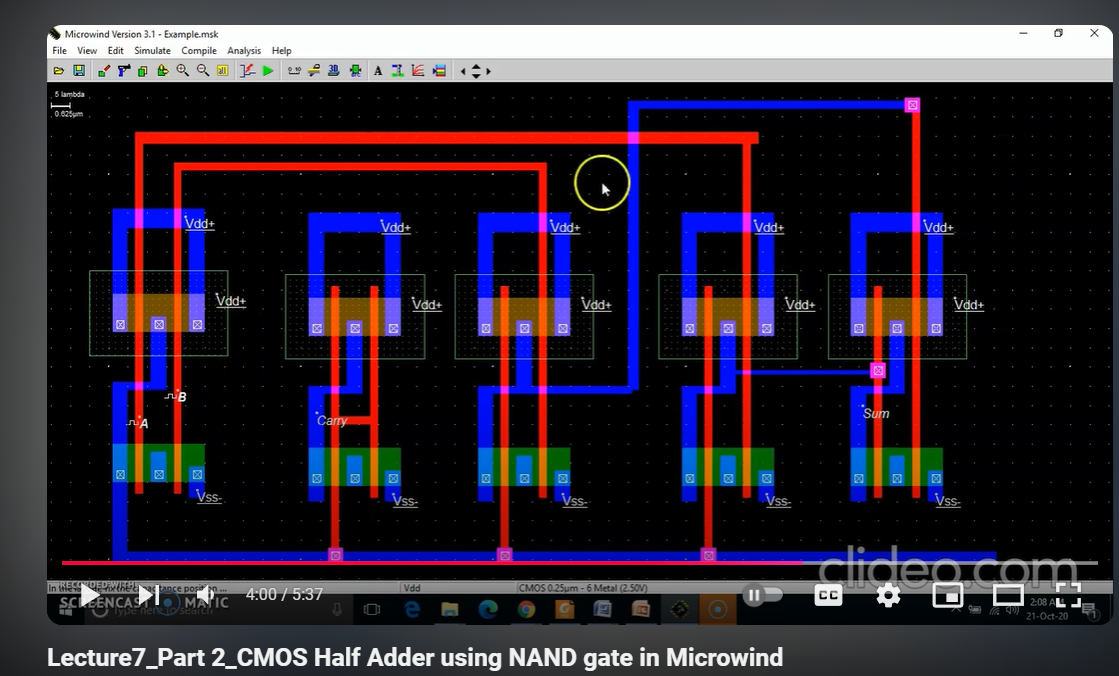 Microwind Version 3.1 - Example.msk
File View Edit Simulate Compile Analysis Help
5 lambda
0.625µm
Vdd+ Vdd+ Vdd+ Vdd+ Vdd+
Vdd+ Vdd+ Vdd+ Vdd+ Vdd+
B
A Carry Sum
Vss- Vss- Vss- Vss- Vss-
clideo.com
RECORDED WITH
SCREENCAST MATIC
Vdd
CMOS 0.25µm - 6 Metal (2.50V)
Type here to search
4:00 / 5:37
CC
2:08
21-Oct-20
1
Lecture7_Part 2_CMOS Half Adder using NAND gate in Microwind